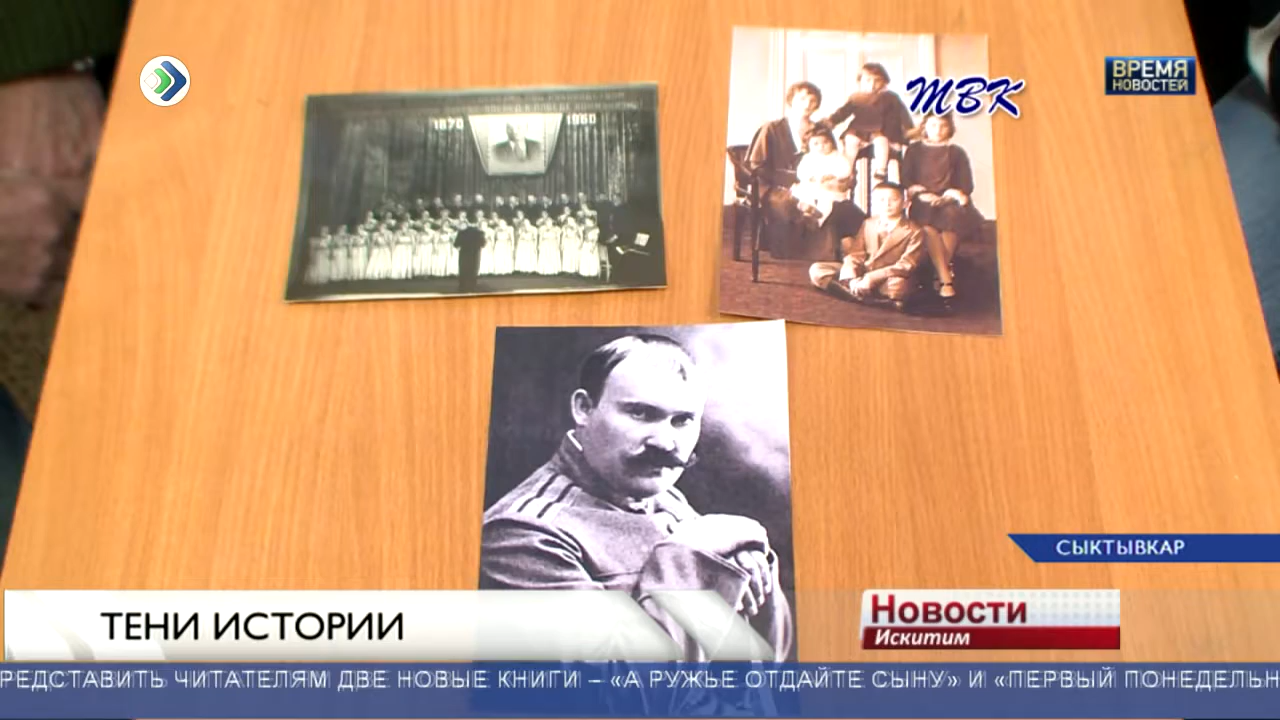 ВРЕМЯ
НОВОСТЕЙ
ТВК
1870 1960
СЫКТЫВКАР
ТЕНИ ИСТОРИИ
Новости
Искитим
РЕДСТАВИТЬ ЧИТАТЕЛЯМ ДВЕ НОВЫЕ КНИГИ – «А РУЖЬЕ ОТДАЙТЕ СЫНУ» И «ПЕРВЫЙ ПОНЕДЕЛЬН